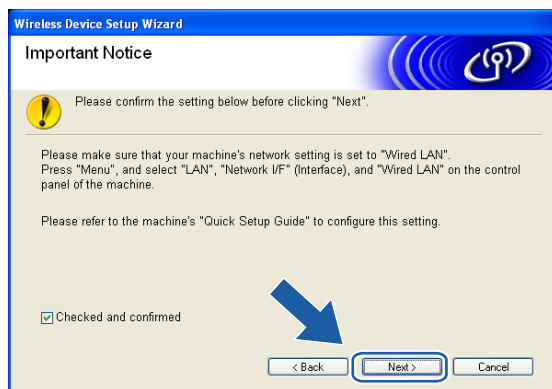 Wireless Device Setup Wizard
Important Notice
Please confirm the setting below before clicking "Next".
Please make sure that your machine's network setting is set to "Wired LAN".
Press "Menu", and select "LAN", "Network I/F" (Interface), and "Wired LAN" on the control
panel of the machine.
Please refer to the machine's "Quick Setup Guide" to configure this setting.
Checked and confirmed
< Back
Next >
Cancel